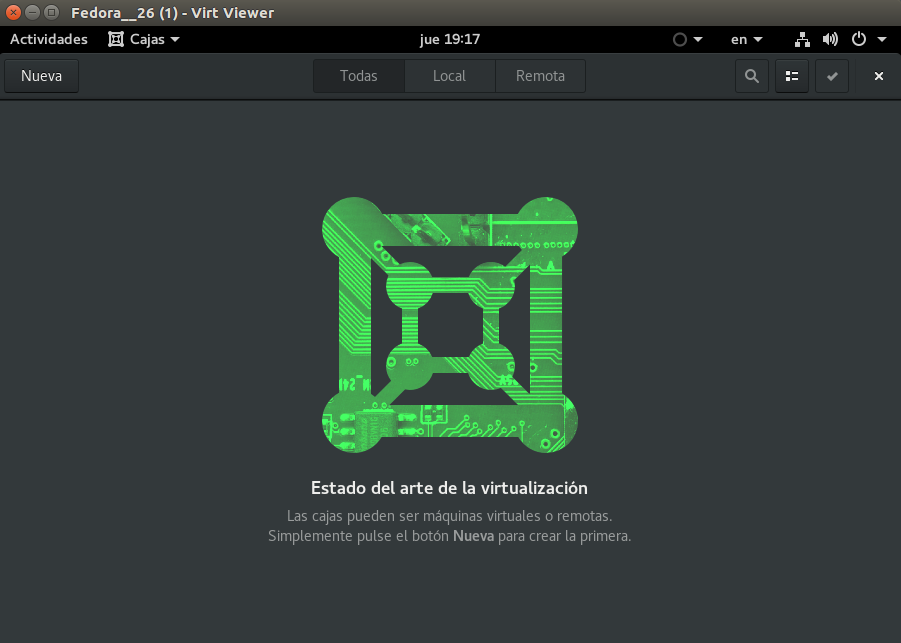 Fedora__26 (1) - Virt Viewer
Actividades Cajas jue 19:17 en
Nueva Todas Local Remota
Estado del arte de la virtualización
Las cajas pueden ser máquinas virtuales o remotas.
Simplemente pulse el botón Nueva para crear la primera.